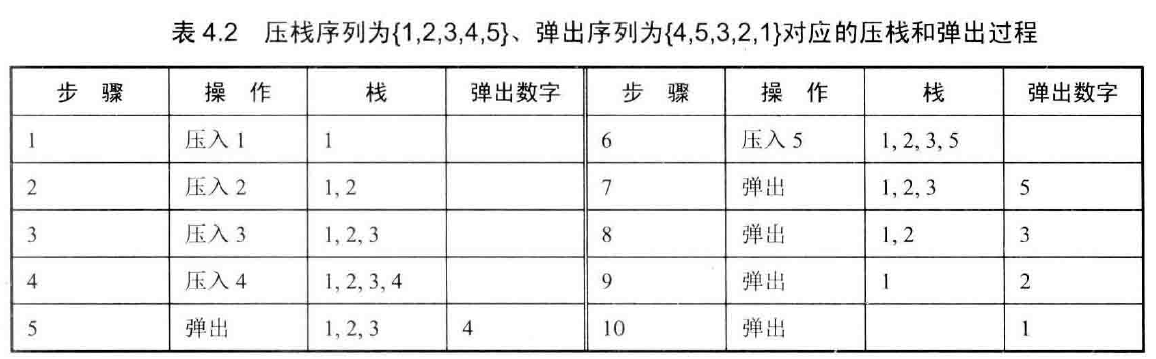 表 4.2 压栈序列为{1,2,3,4,5}、弹出序列为{4,5,3,2,1}对应的压栈和弹出过程
步 骤 操 作 栈 弹出数字 步 骤 操 作 栈 弹出数字
1 压入 1 1 6 压入 5 1, 2, 3, 5
2 压入 2 1, 2 7 弹出 1, 2, 3 5
3 压入 3 1, 2, 3 8 弹出 1, 2 3
4 压入 4 1, 2, 3, 4 9 弹出 1 2
5 弹出 1, 2, 3 4 10 弹出 1